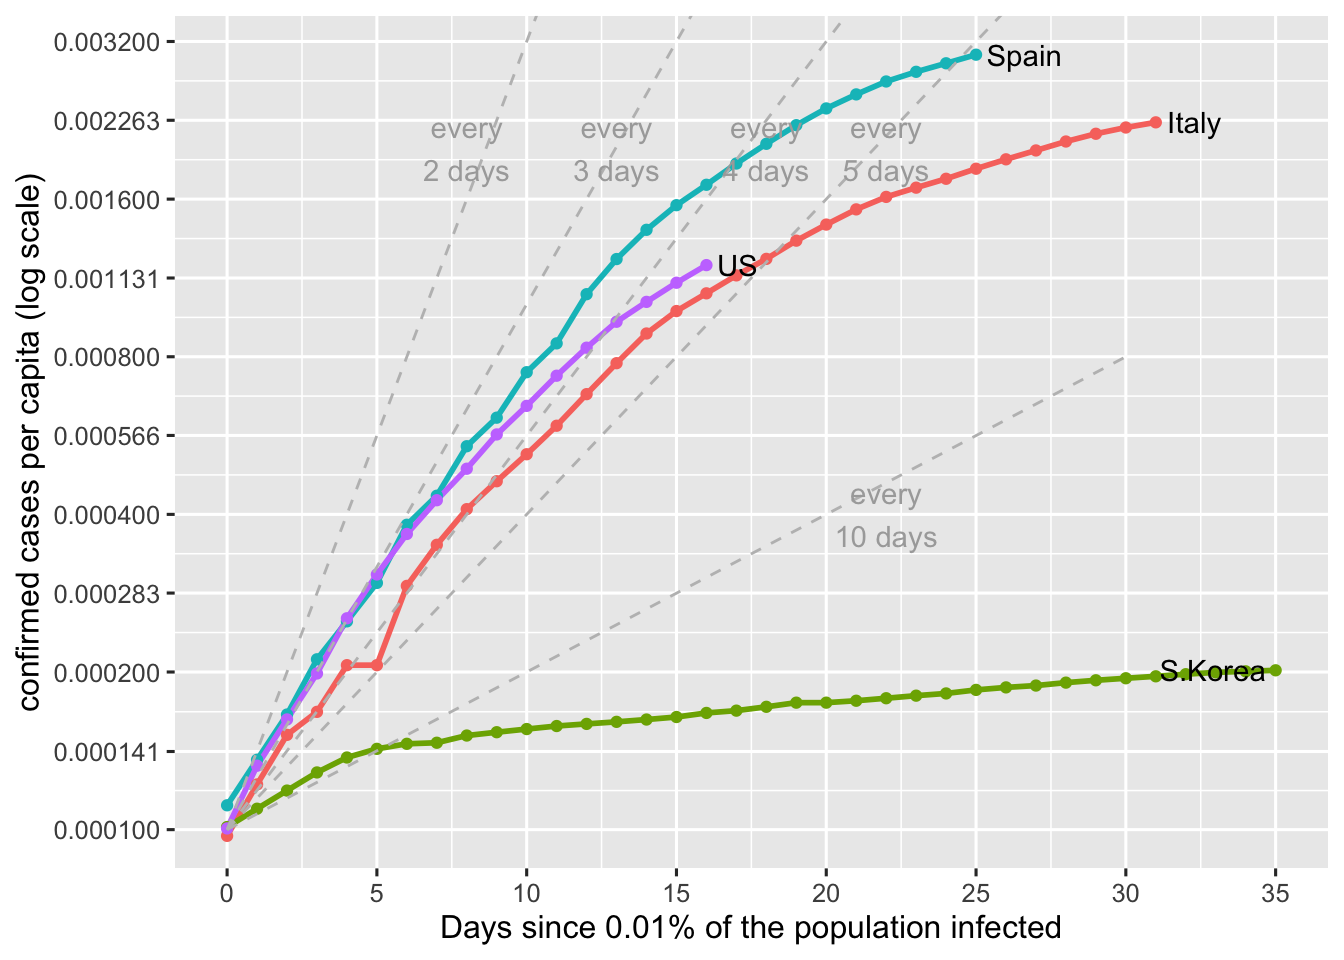 0.003200
0.002263
0.001600
0.001131
0.000800
0.000566
0.000400
0.000283
0.000200
0.000141
0.000100
confirmed cases per capita (log scale)
every
2 days
every
3 days
every
4 days
every
5 days
every
10 days
Spain
Italy
US
S.Korea
0 5 10 15 20 25 30 35
Days since 0.01% of the population infected